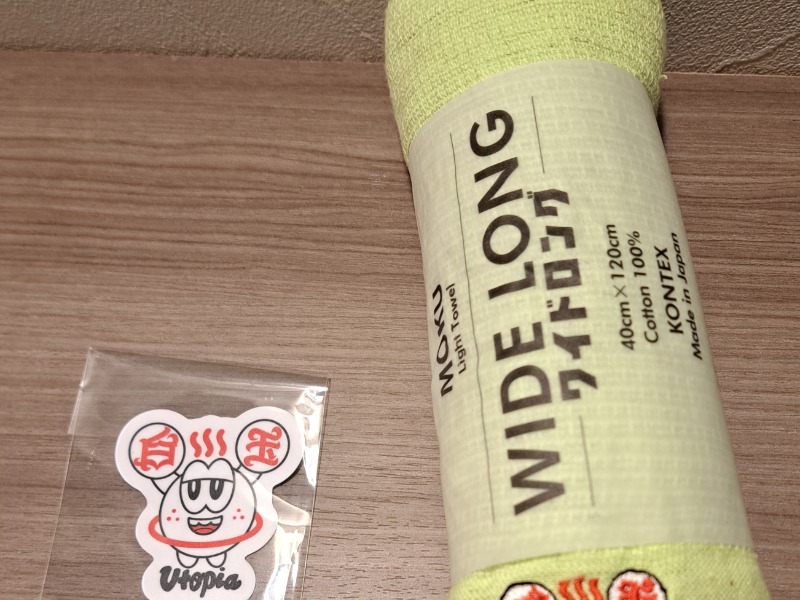 MOKU
Light Towel
WIDE LONG
ワイドロング
40cm×120cm
Cotton 100%
KONTEX
Made in Japan
Utopia